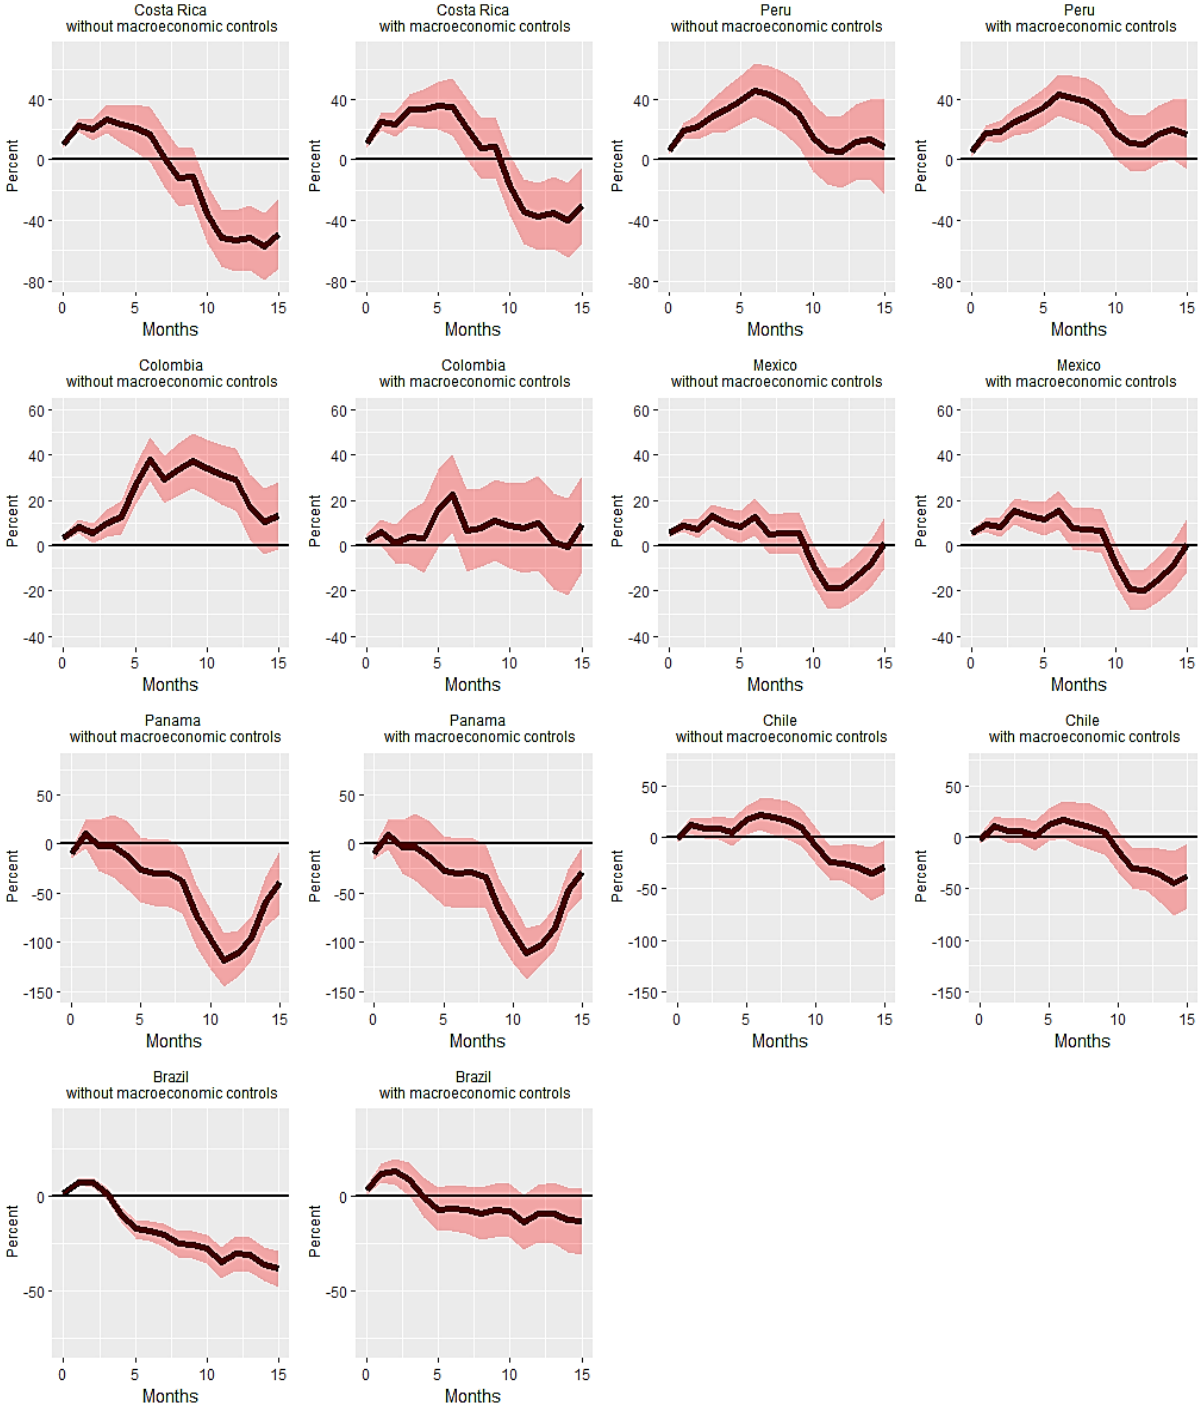 Costa Rica
without macroeconomic controls
Costa Rica
with macroeconomic controls
Peru
without macroeconomic controls
Peru
with macroeconomic controls
Percent
40
0
-40
-80
0 5 10 15
Months
Percent
40
0
-40
-80
0 5 10 15
Months
Percent
40
0
-40
-80
0 5 10 15
Months
Percent
40
0
-40
-80
0 5 10 15
Months
Colombia
without macroeconomic controls
Colombia
with macroeconomic controls
Mexico
without macroeconomic controls
Mexico
with macroeconomic controls
Percent
60
40
20
0
-20
-40
0 5 10 15
Months
Percent
60
40
20
0
-20
-40
0 5 10 15
Months
Percent
60
40
20
0
-20
-40
0 5 10 15
Months
Percent
60
40
20
0
-20
-40
0 5 10 15
Months
Panama
without macroeconomic controls
Panama
with macroeconomic controls
Chile
without macroeconomic controls
Chile
with macroeconomic controls
Percent
50
0
-50
-100
-150
0 5 10 15
Months
Percent
50
0
-50
-100
-150
0 5 10 15
Months
Percent
50
0
-50
-100
-150
0 5 10 15
Months
Percent
50
0
-50
-100
-150
0 5 10 15
Months
Brazil
without macroeconomic controls
Brazil
with macroeconomic controls
Percent
0
-50
0 5 10 15
Months
Percent
0
-50
0 5 10 15
Months